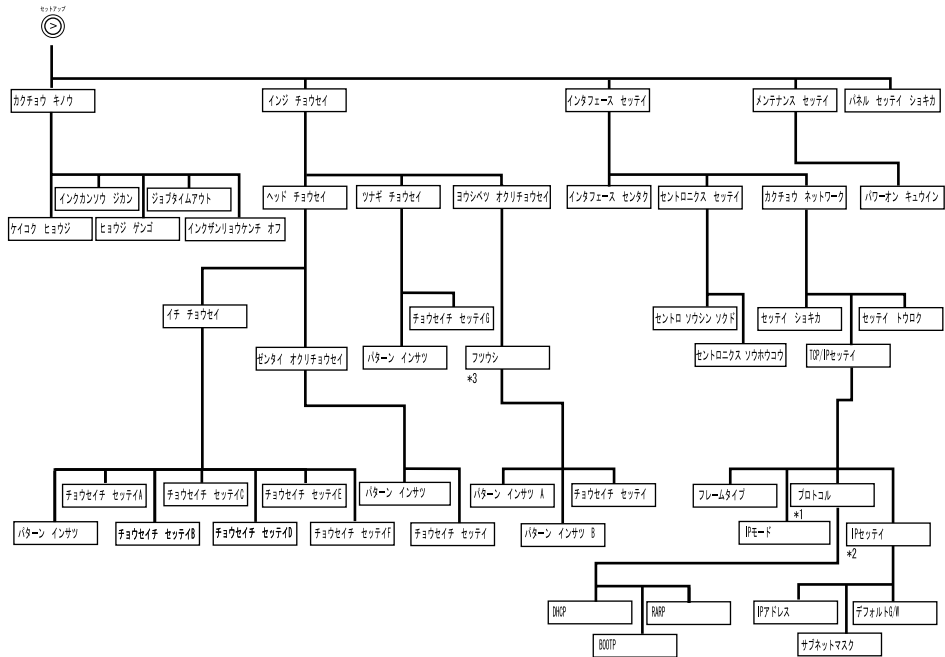 セットアップ
カクチョウ キノウ
インジ チョウセイ
インタフェース セッテイ
メンテナンス セッテイ
パネル セッテイ ショキカ
インクカンソウ ジカン
ジョブタイムアウト
ヘッド チョウセイ
ツナギ チョウセイ
ヨウシベツ オクリチョウセイ
インタフェース センタク
セントロニクス セッテイ
カクチョウ ネットワーク
パワーオン キュウイン
ケイコク ヒョウジ
ヒョウジ ゲンゴ
インクザンリョウケンチ オフ
イチ チョウセイ
チョウセイチ セッテイG
セントロ ソウシン ソクド
セッテイ ショキカ
セッテイ トウロク
ゼンタイ オクリチョウセイ
パターン インサツ
フツウシ
セントロニクス ソウホウコウ
TCP/IPセッテイ
*3
チョウセイチ セッテイA
チョウセイチ セッテイC
チョウセイチ セッテイE
パターン インサツ
パターン インサツ A
チョウセイチ セッテイ
フレームタイプ
プロトコル
*1
パターン インサツ
チョウセイチ セッテイB
チョウセイチ セッテイD
チョウセイチ セッテイF
チョウセイチ セッテイ
パターン インサツ B
IPモード
IPセッテイ
*2
DHCP
RARP
IPアドレス
デフォルトG/W
BOOTP
サブネットマスク